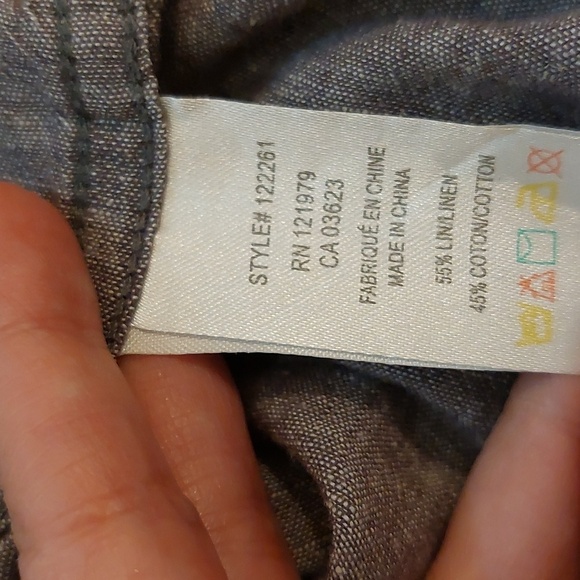 STYLE# 122261
RN 121979
CA 03623
FABRIQUÉ EN CHINE
MADE IN CHINA
55% LIN/LINEN
45% COTON/COTTON